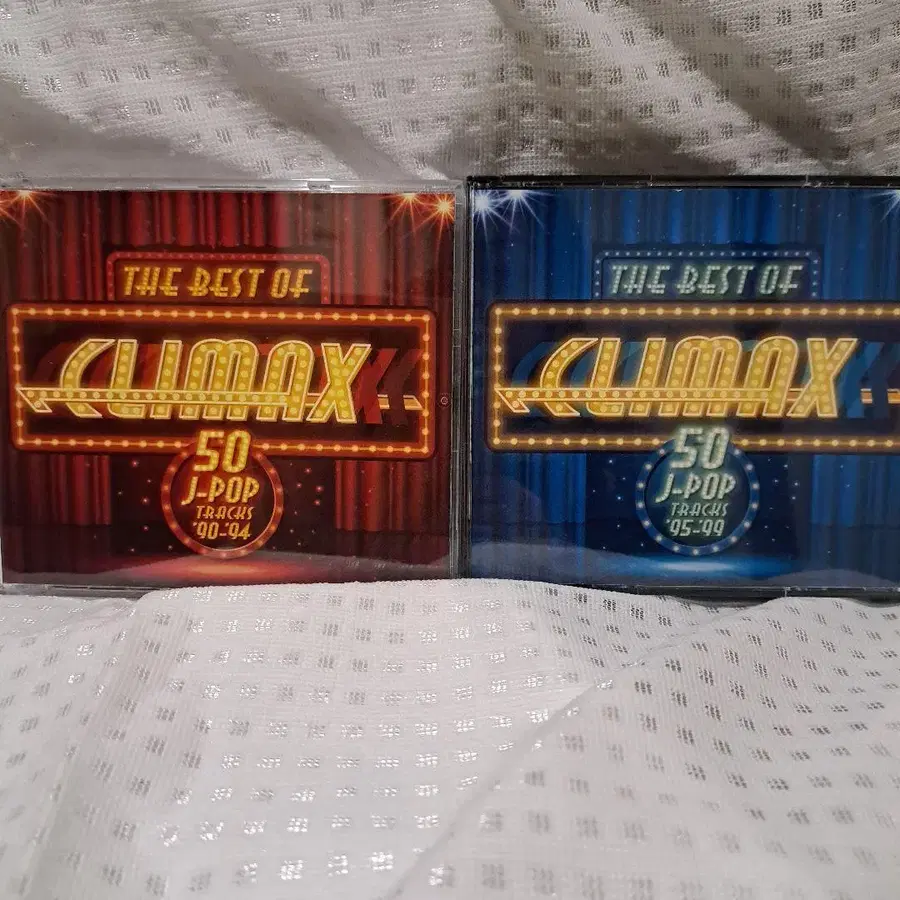 THE BEST OF
CLIMAX
50
J-POP
TRACKS
'90-'94
THE BEST OF
CLIMAX
50
J-POP
TRACKS
'95-'99